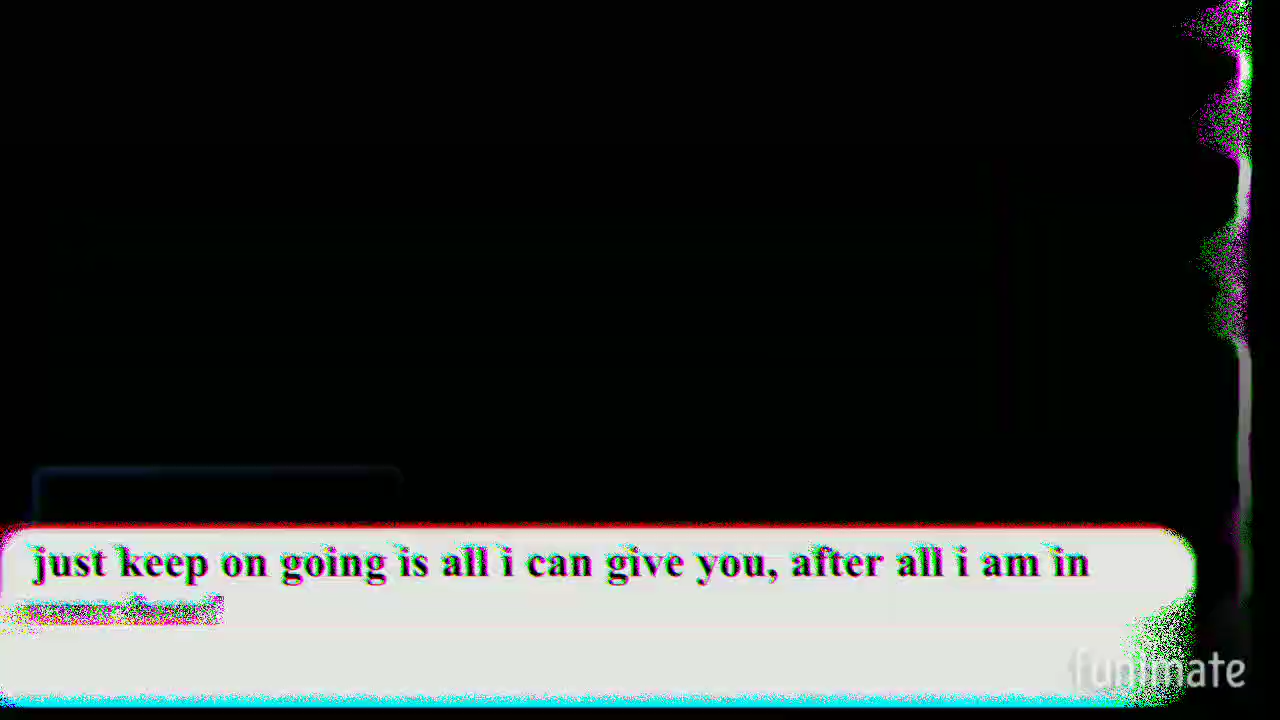 just keep on going is all i can give you, after all i am in
funimate